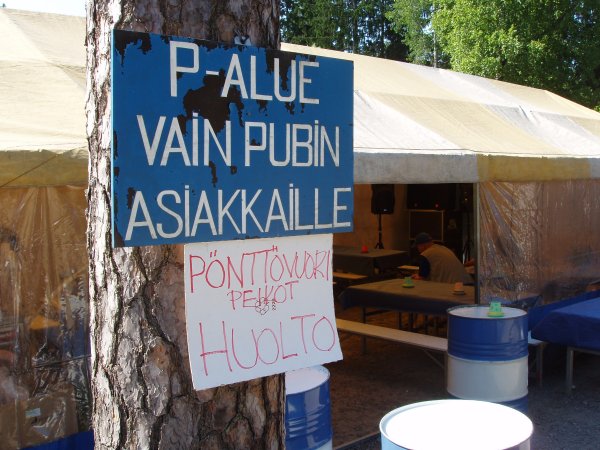 P-ALUE
VAIN PUBIN
ASIAKKAILLE
PÖNTTÖVUORI
PEIKOT
HUOLTO